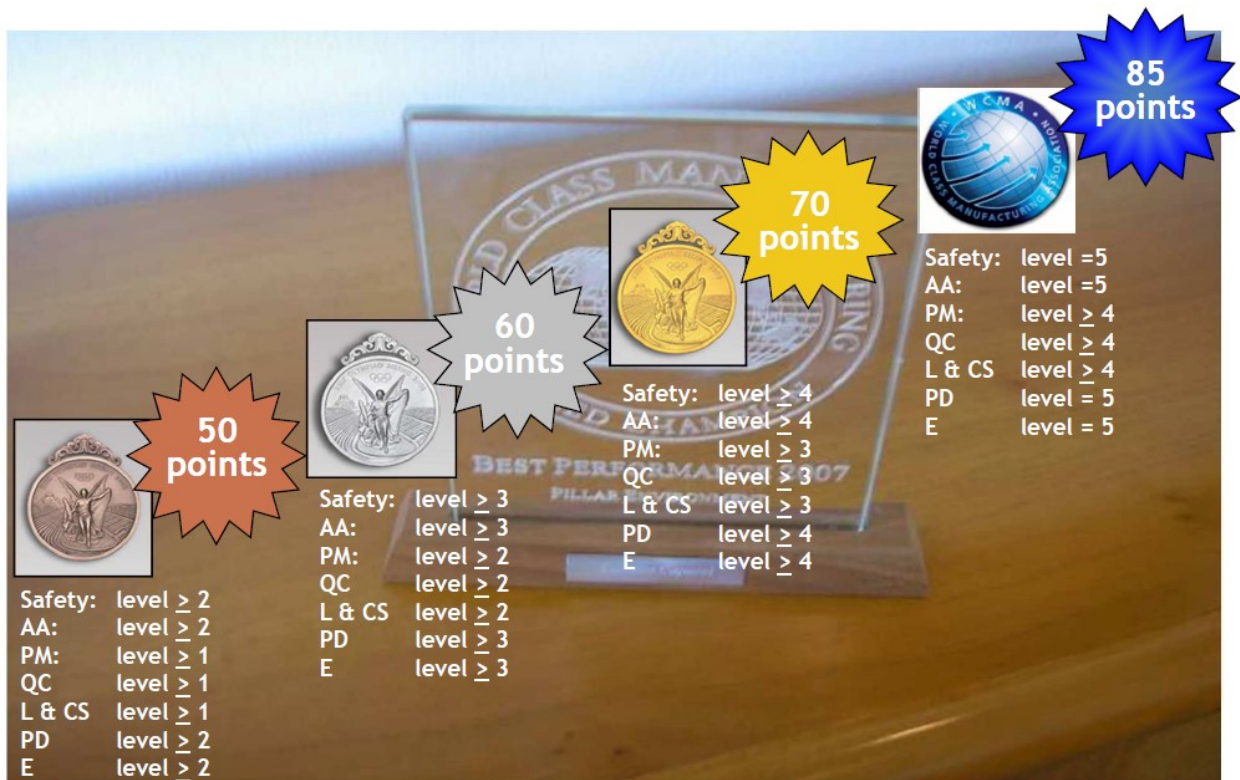 85
points
WCMA
WORLD CLASS MANUFACTURING ASSOCIATION
70
points
Safety: level =5
AA: level =5
PM: level ≥ 4
QC level ≥ 4
L & CS level ≥ 4
PD level = 5
E level = 5
60
points
Safety: level ≥ 4
AA: level ≥ 4
PM: level ≥ 3
QC level ≥ 3
L & CS level ≥ 3
PD level ≥ 4
E level ≥ 4
50
points
Safety: level ≥ 3
AA: level ≥ 3
PM: level ≥ 2
QC level ≥ 2
L & CS level ≥ 2
PD level ≥ 3
E level ≥ 3
Safety: level ≥ 2
AA: level ≥ 2
PM: level ≥ 1
QC level ≥ 1
L & CS level ≥ 1
PD level ≥ 2
E level ≥ 2
CLASS MAN
BEST PERFORMANCE 2007
PILLAR